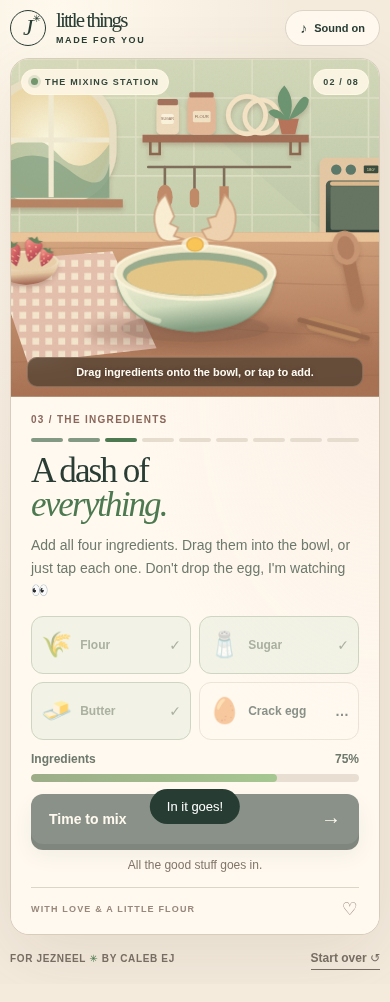 J
little things
MADE FOR YOU
♪ Sound on
THE MIXING STATION
02 / 08
SUGAR
FLOUR
Drag ingredients onto the bowl, or tap to add.
03 / THE INGREDIENTS
A dash of
everything.
Add all four ingredients. Drag them into the bowl, or
just tap each one. Don't drop the egg, I'm watching
👀
Flour ✓
Sugar ✓
Butter ✓
Crack egg ...
Ingredients 75%
In it goes!
Time to mix →
All the good stuff goes in.
WITH LOVE & A LITTLE FLOUR ♡
FOR JEZNEEL ✳ BY CALEB EJ
Start over ↺